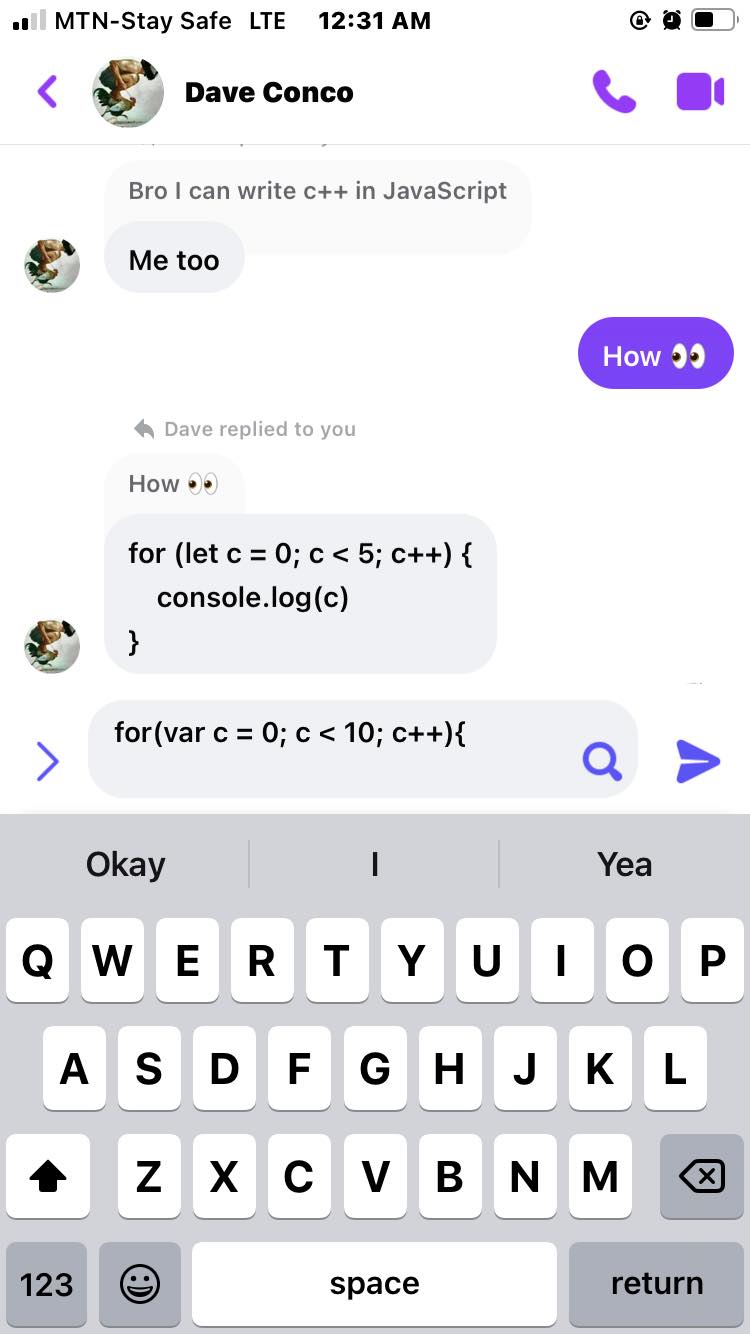 MTN-Stay Safe LTE 12:31 AM
Dave Conco
Bro I can write c++ in JavaScript
Me too
How 👀
Dave replied to you
How 👀
for (let c = 0; c < 5; c++) {
console.log(c)
}
for(var c = 0; c < 10; c++){
Okay I Yea
Q W E R T Y U I O P
A S D F G H J K L
Z X C V B N M
123 space return